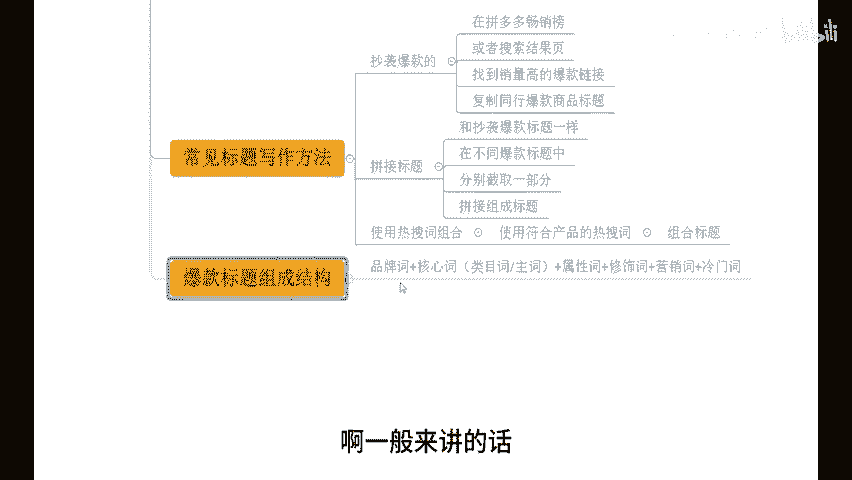 在拼多多畅销榜
或者搜索结果页
抄袭爆款的
找到销量高的爆款链接
复制同行爆款商品标题
和抄袭爆款标题一样
常见标题写作方法
在不同爆款标题中
拼接标题
分别截取一部分
拼接组成标题
使用热搜词组合 使用符合产品的热搜词 组合标题
爆款标题组成结构
品牌词+核心词（类目词/主词）+属性词+修饰词+营销词+冷门词
啊一般来讲的话